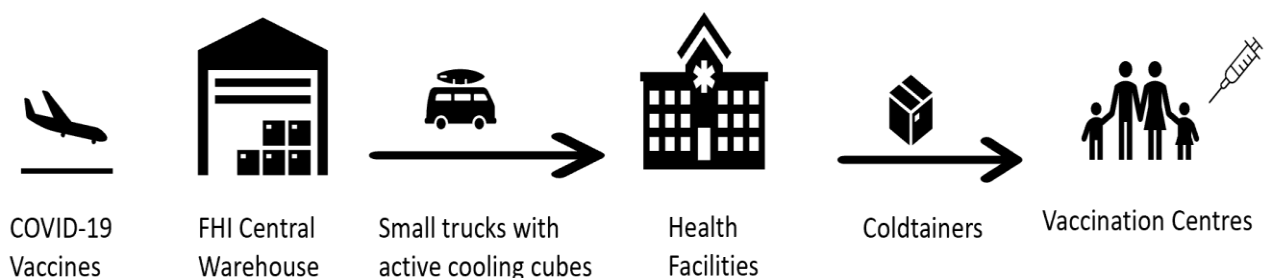 COVID-19
Vaccines
FHI Central
Warehouse
Small trucks with
active cooling cubes
Health
Facilities
Coldtainers
Vaccination Centres